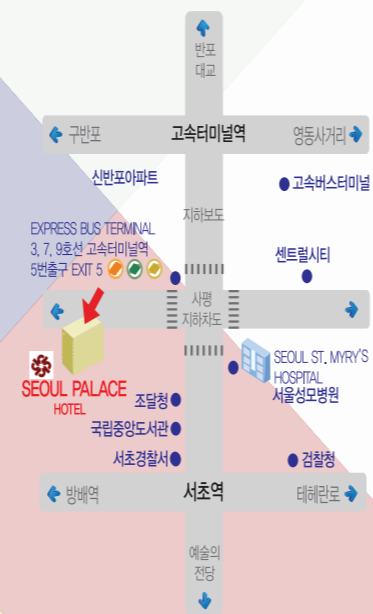 반포
대교
구반포
고속터미널역
영동사거리
신반포아파트
고속버스터미널
지하보도
EXPRESS BUS TERMINAL
3, 7, 9호선 고속터미널역
5번출구 EXIT 5
센트럴시티
사평
지하차도
SEOUL PALACE
HOTEL
SEOUL ST. MYRY'S
HOSPITAL
서울성모병원
조달청
국립중앙도서관
서초경찰서
검찰청
방배역
서초역
테헤란로
예술의
전당